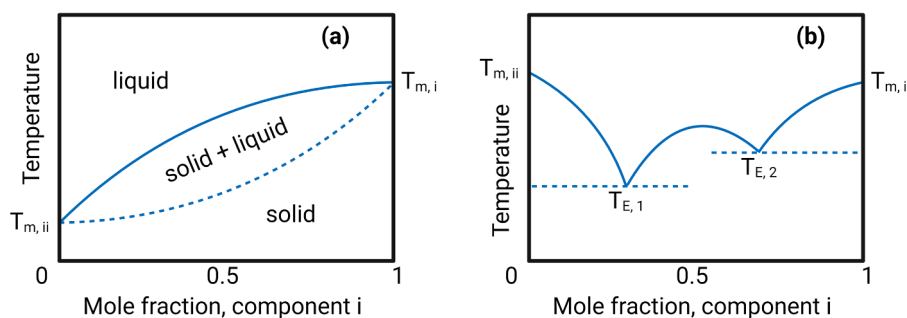 (a)
liquid
T_m, i
solid + liquid
solid
T_m, ii
Temperature
0
0.5
1
Mole fraction, component i
(b)
T_m, ii
T_m, i
T_E, 2
T_E, 1
Temperature
0
0.5
1
Mole fraction, component i